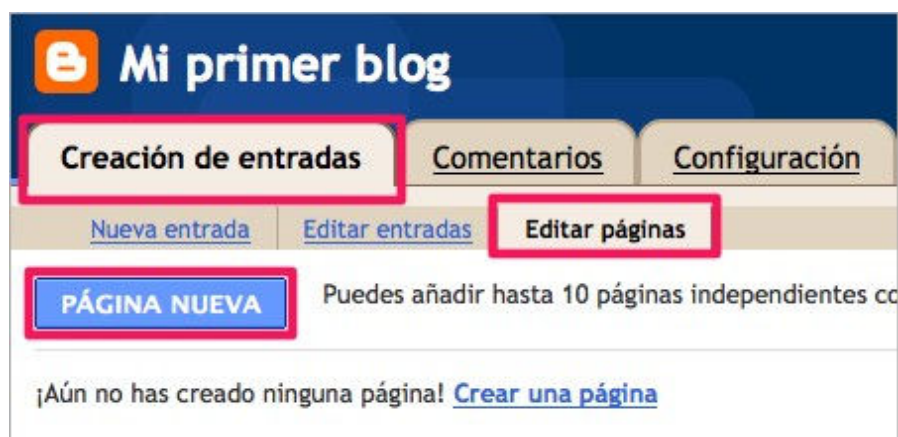 Mi primer blog
Creación de entradas Comentarios Configuración
Nueva entrada Editar entradas Editar páginas
PÁGINA NUEVA Puedes añadir hasta 10 páginas independientes
¡Aún no has creado ninguna página! Crear una página